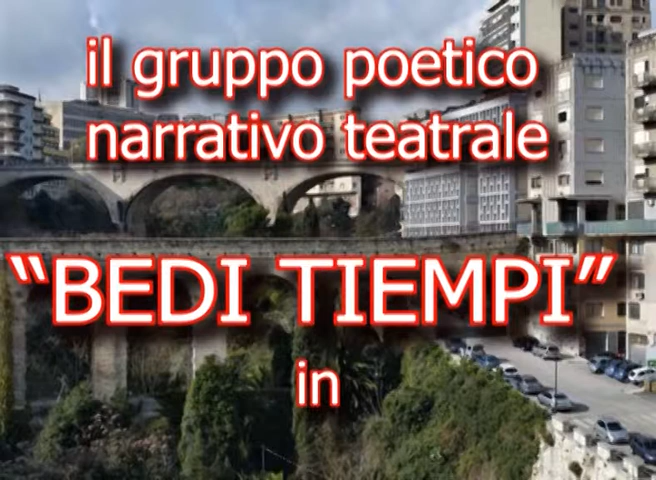 il gruppo poetico
narrativo teatrale
“BEDI TIEMPI”
in